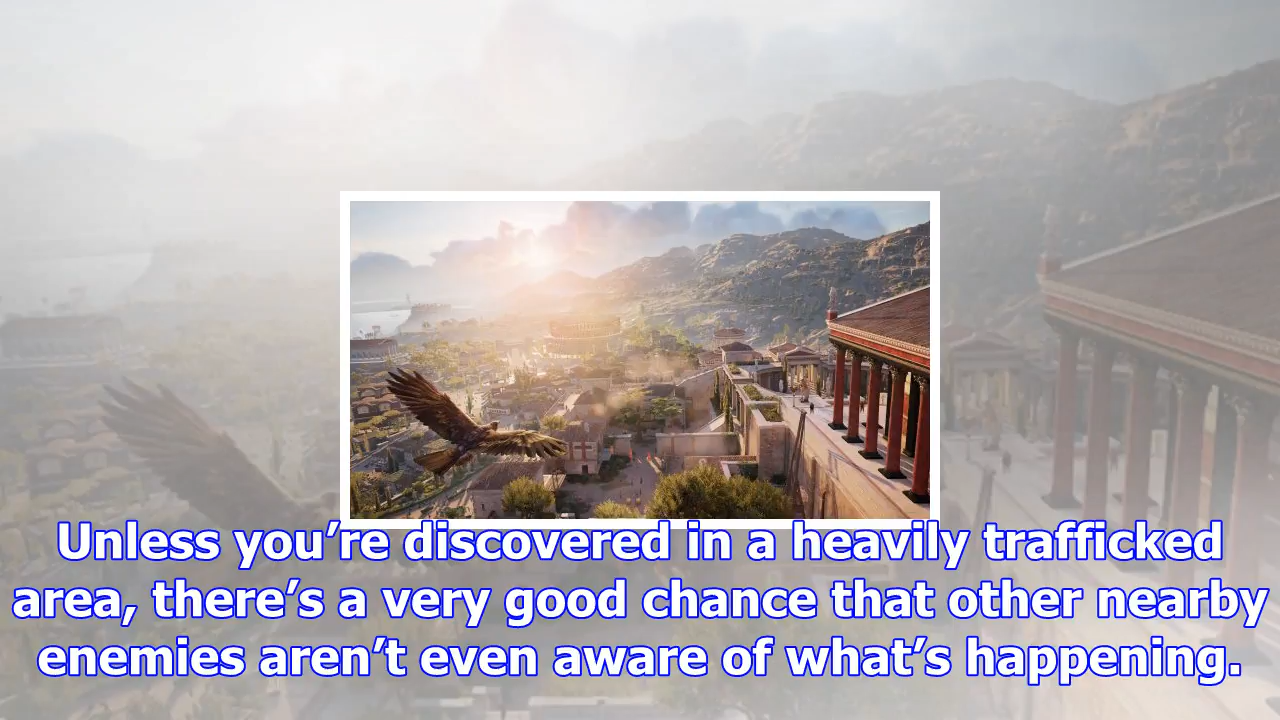 Unless you’re discovered in a heavily trafficked
area, there’s a very good chance that other nearby
enemies aren’t even aware of what’s happening.